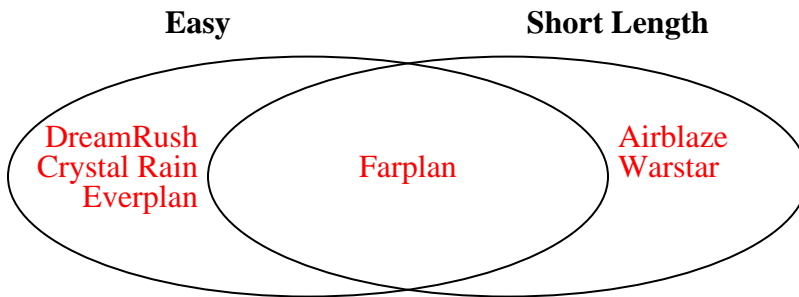 Easy
Short Length
DreamRush
Crystal Rain
Everplan
Farplan
Airblaze
Warstar